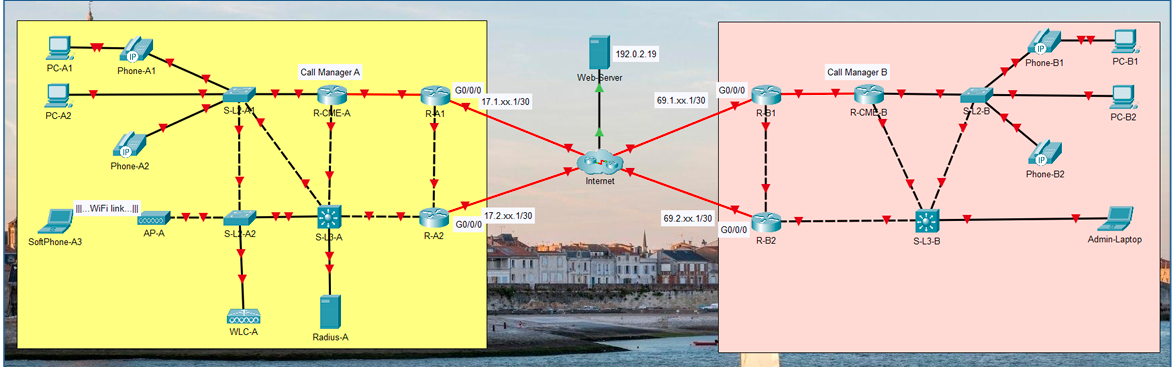 PC-A1
IP
Phone-A1
PC-A2
IP
Phone-A2
S-L2-A1
Call Manager A
R-CME-A
G0/0/0
R-A1
17.1.xx.1/30
|||...WiFi link...|||
SoftPhone-A3
AP-A
S-L2-A2
S-L3-A
R-A2
17.2.xx.1/30
G0/0/0
WLC-A
Radius-A
192.0.2.19
Web-Server
Internet
69.1.xx.1/30
G0/0/0
R-B1
Call Manager B
R-CME-B
S-L2-B
IP
Phone-B1
PC-B1
PC-B2
IP
Phone-B2
69.2.xx.1/30
G0/0/0
R-B2
S-L3-B
Admin-Laptop